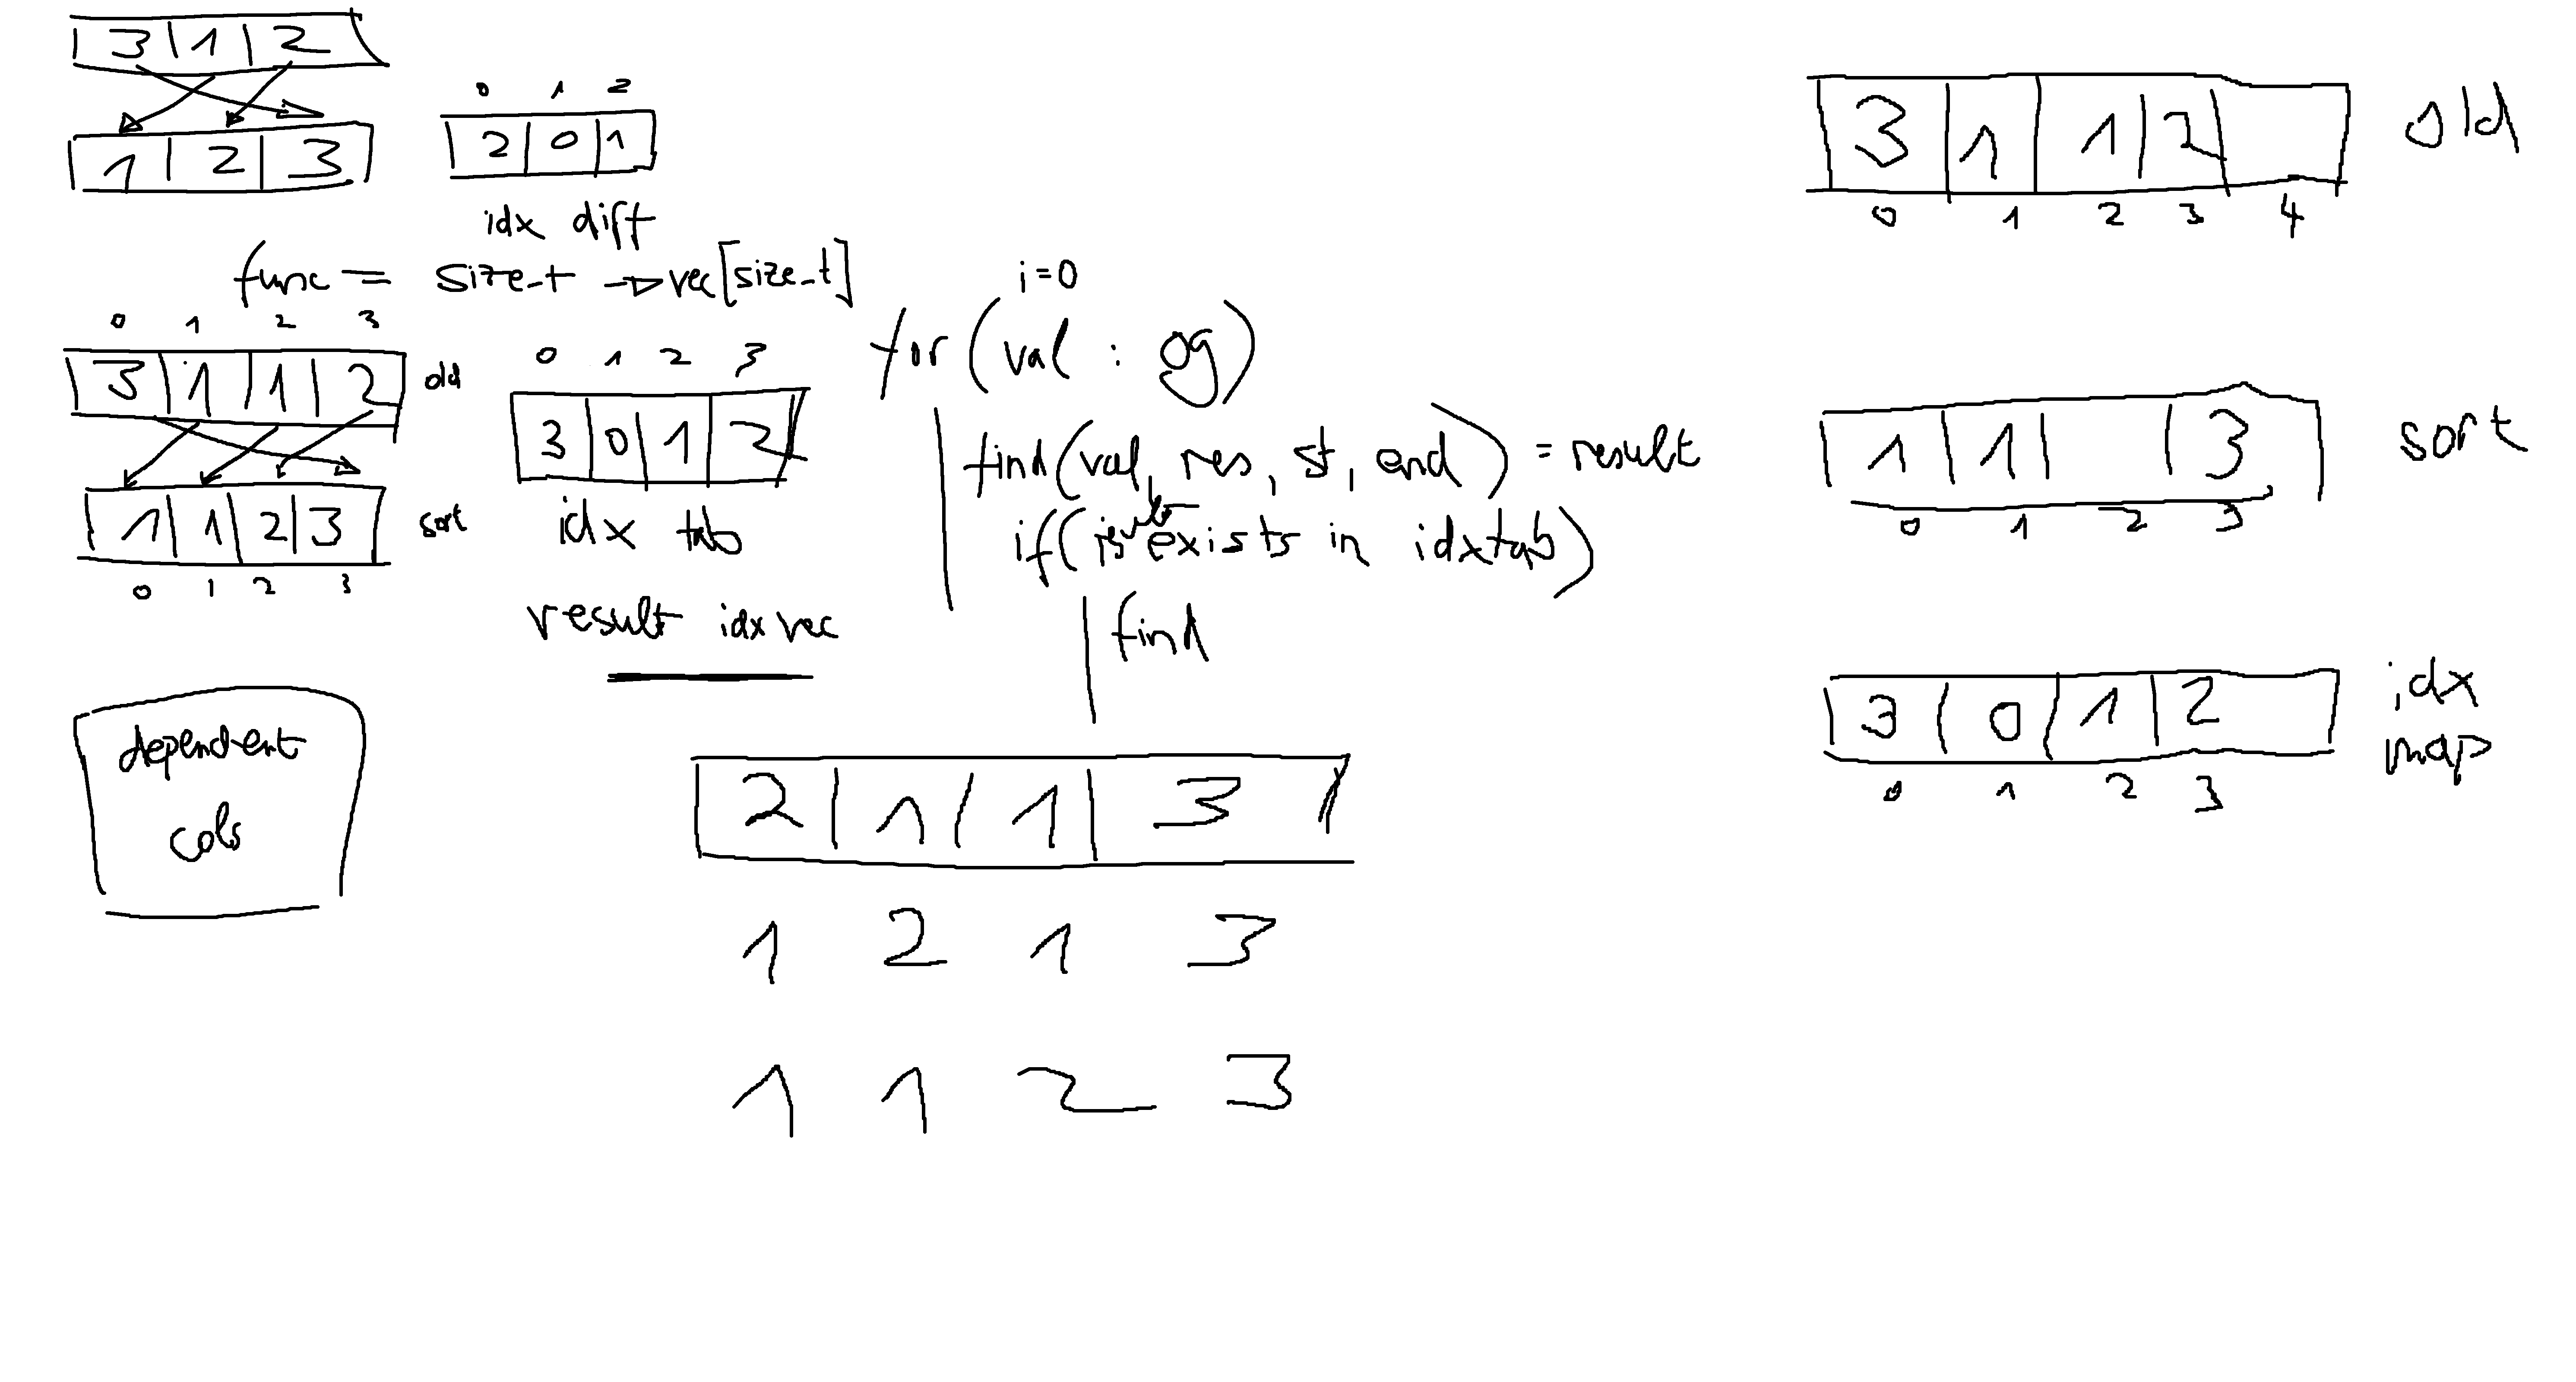 3 1 2
1 2 3
0 1 2
2 0 1
idx diff
func = size_t → vec[size_t]
0 1 2 3
3 1 1 2 old
1 1 2 3 sort
0 1 2 3
0 1 2 3
3 0 1 2
idx tab
result idx vec
dependent
cols
i=0
for (val : og)
find(val, res, st, end) = result
if( exists in idxtab)
find
2 1 1 3
1 2 1 3
1 1 2 3
3 1 1 2 old
0 1 2 3 4
1 1 3 sort
0 1 2 3
3 0 1 2 idx
map
0 1 2 3